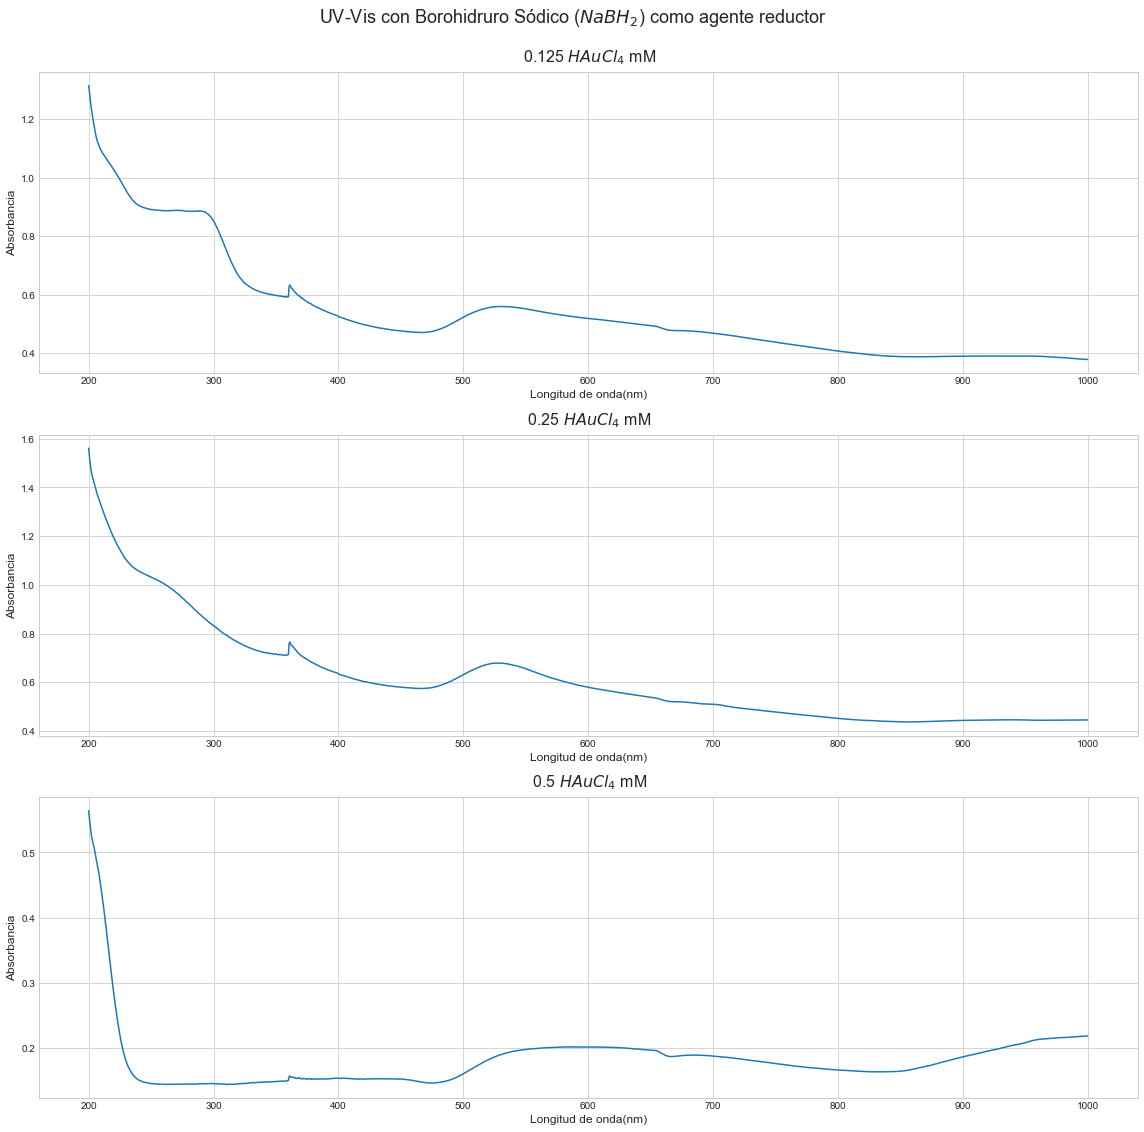 UV-Vis con Borohidruro Sódico (NaBH₂) como agente reductor
0.125 HAuCl₄ mM
1.2
1.0
0.8
0.6
0.4
Absorbancia
200 300 400 500 600 700 800 900 1000
Longitud de onda(nm)
0.25 HAuCl₄ mM
1.6
1.4
1.2
1.0
0.8
0.6
0.4
Absorbancia
200 300 400 500 600 700 800 900 1000
Longitud de onda(nm)
0.5 HAuCl₄ mM
0.5
0.4
0.3
0.2
Absorbancia
200 300 400 500 600 700 800 900 1000
Longitud de onda(nm)